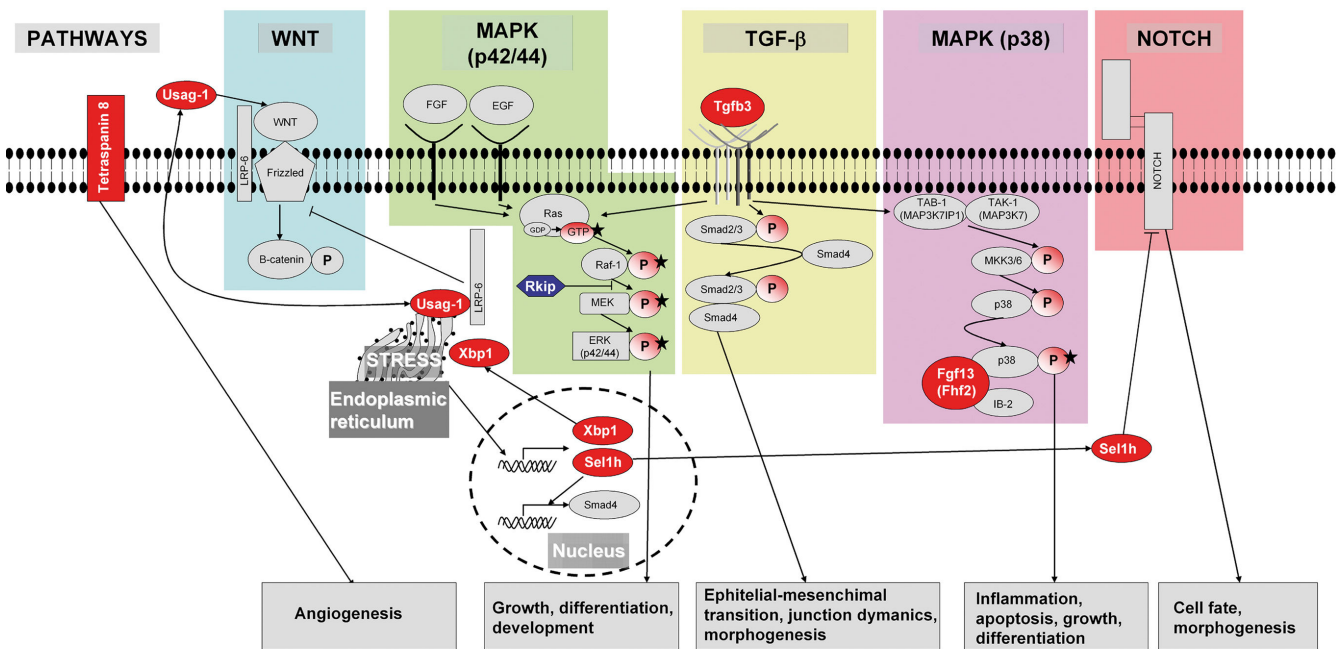 PATHWAYS
WNT
MAPK
(p42/44)
TGF-β
MAPK (p38)
NOTCH
Tetraspanin 8
Usag-1
WNT
LRP-6
Frizzled
B-catenin
P
FGF
EGF
Ras
GDP
GTP
Raf-1
P
Rkip
MEK
P
ERK
(p42/44)
P
Tgfb3
Smad2/3
P
Smad4
Smad2/3
P
Smad4
TAB-1
(MAP3K7IP1)
TAK-1
(MAP3K7)
MKK3/6
P
p38
P
p38
P
Fgf13
(Fhf2)
IB-2
NOTCH
Usag-1
LRP-6
STRESS
Xbp1
Endoplasmic
reticulum
Xbp1
Sel1h
Smad4
Nucleus
Sel1h
Angiogenesis
Growth, differentiation,
development
Ephitelial-mesenchimal
transition, junction dymanics,
morphogenesis
Inflammation,
apoptosis, growth,
differentiation
Cell fate,
morphogenesis